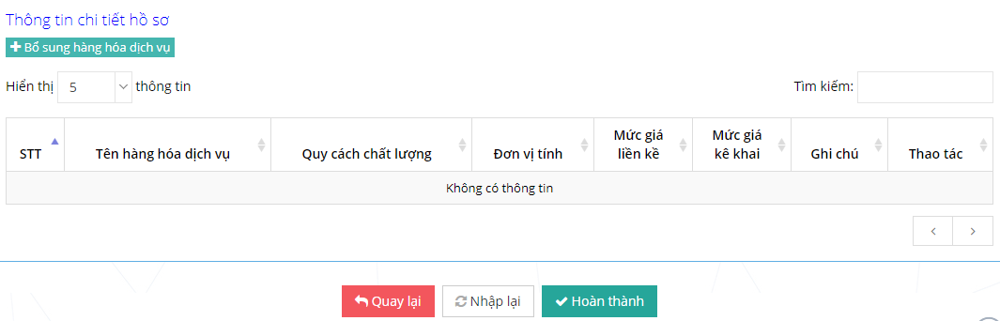 Thông tin chi tiết hồ sơ
Bổ sung hàng hóa dịch vụ
Hiển thị 5 thông tin
Tìm kiếm:
STT Tên hàng hóa dịch vụ Quy cách chất lượng Đơn vị tính Mức giá liền kề Mức giá kê khai Ghi chú Thao tác
Không có thông tin
Quay lại Nhập lại Hoàn thành